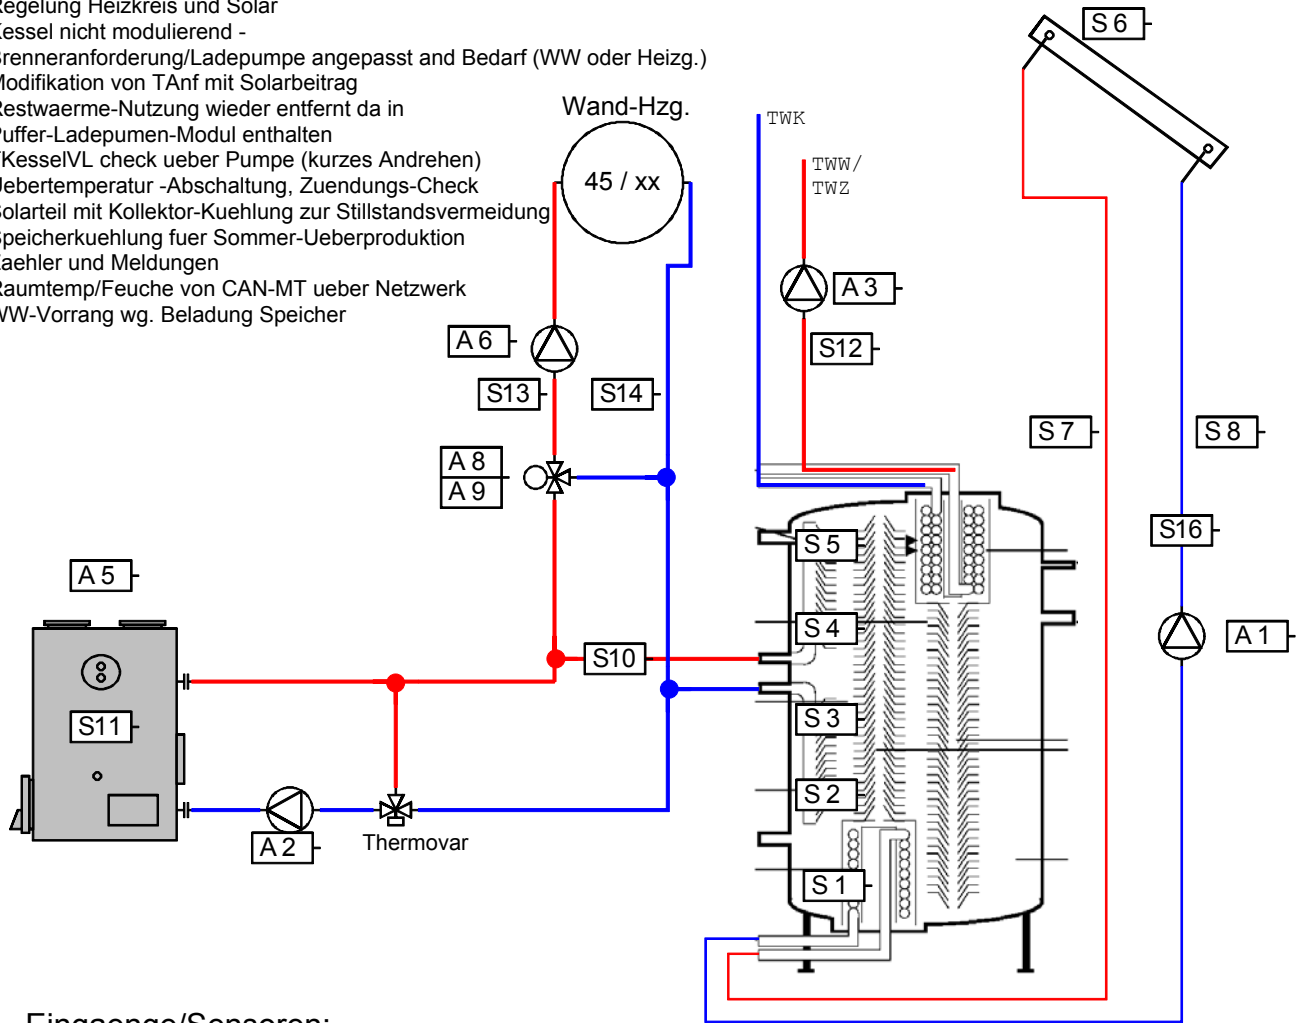 Regelung Heizkreis und Solar
Kessel nicht modulierend -
Brenneranforderung/Ladepumpe angepasst and Bedarf (WW oder Heizg.)
Modifikation von TAnf mit Solarbeitrag
Restwaerme-Nutzung wieder entfernt da in
Puffer-Ladepumen-Modul enthalten
TKesselVL check ueber Pumpe (kurzes Andrehen)
Uebertemperatur -Abschaltung, Zuendungs-Check
Solarteil mit Kollektor-Kuehlung zur Stillstandsvermeidung
Speicherkuehlung fuer Sommer-Ueberproduktion
Zaehler und Meldungen
Raumtemp/Feuche von CAN-MT ueber Netzwerk
WW-Vorrang wg. Beladung Speicher
Wand-Hzg.
45 / xx
TWK
TWW/
TWZ
S 6
A 3
S12
A 6
S13
S14
S 7
S 8
A 8
A 9
S16
S 5
A 5
S 4
A 1
S10
S11
S 3
S 2
A 2
Thermovar
S 1
Eingaenge/Sensoren: